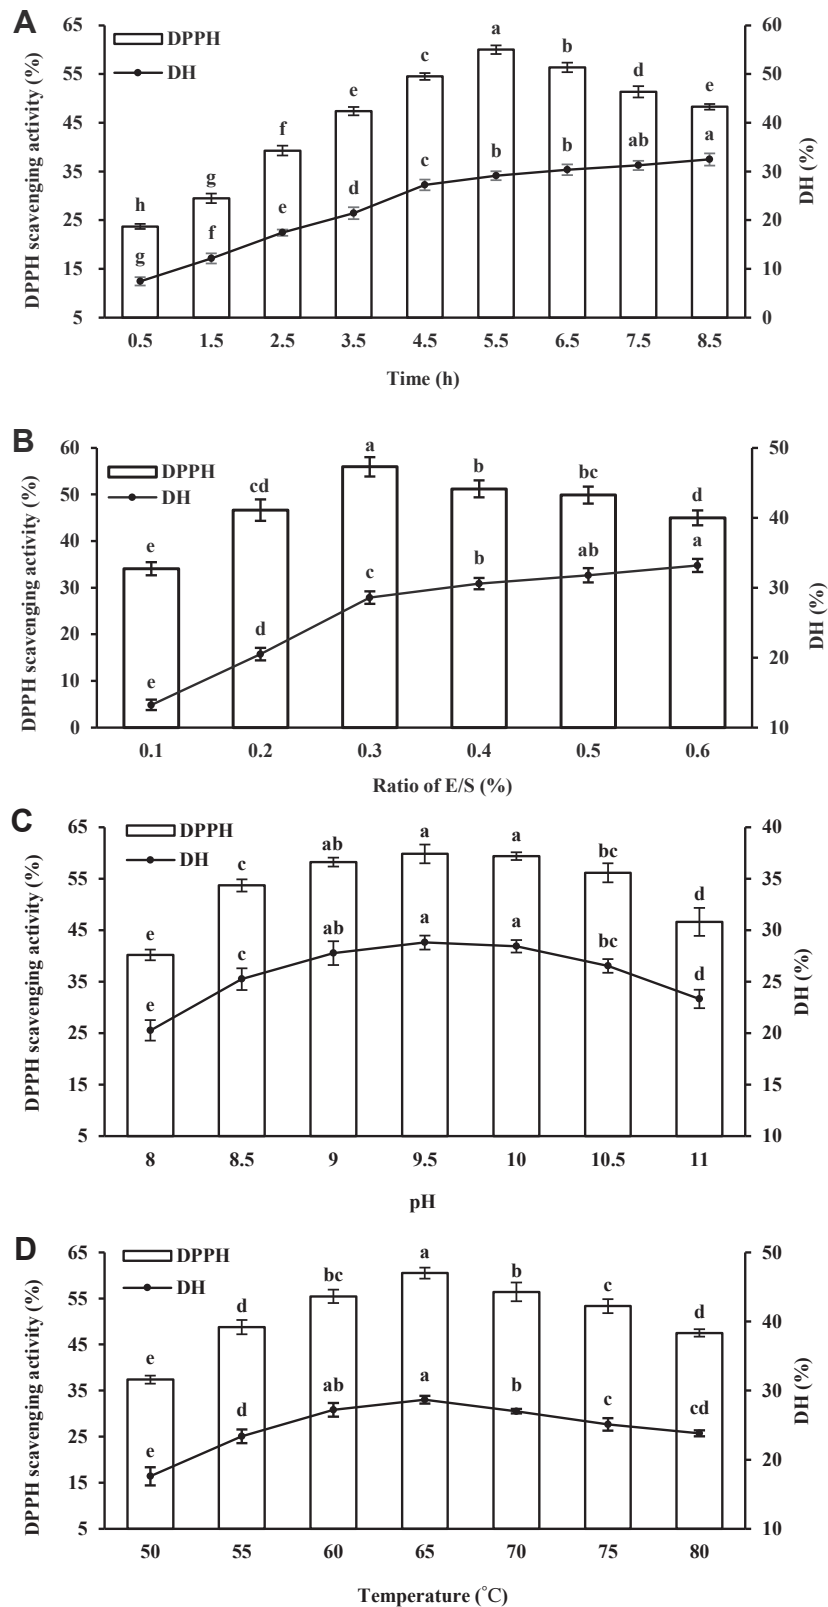 A
DPPH
DH
DPPH scavenging activity (%)
65
55
45
35
25
15
5
h
g
f
e
c
a
b
d
e
g
f
e
d
c
b
b
ab
a
60
50
40
30
20
10
0
DH (%)
0.5 1.5 2.5 3.5 4.5 5.5 6.5 7.5 8.5
Time (h)
B
DPPH
DH
DPPH scavenging activity (%)
60
50
40
30
20
10
0
e
cd
a
b
bc
d
e
d
c
b
ab
a
50
40
30
20
10
DH (%)
0.1 0.2 0.3 0.4 0.5 0.6
Ratio of E/S (%)
C
DPPH
DH
DPPH scavenging activity (%)
65
55
45
35
25
15
5
e
c
ab
a
a
bc
d
e
c
ab
a
a
bc
d
40
35
30
25
20
15
10
DH (%)
8 8.5 9 9.5 10 10.5 11
pH
D
DPPH
DH
DPPH scavenging activity (%)
65
55
45
35
25
15
5
e
d
bc
a
b
c
d
e
d
ab
a
b
c
cd
50
40
30
20
10
DH (%)
50 55 60 65 70 75 80
Temperature (°C)